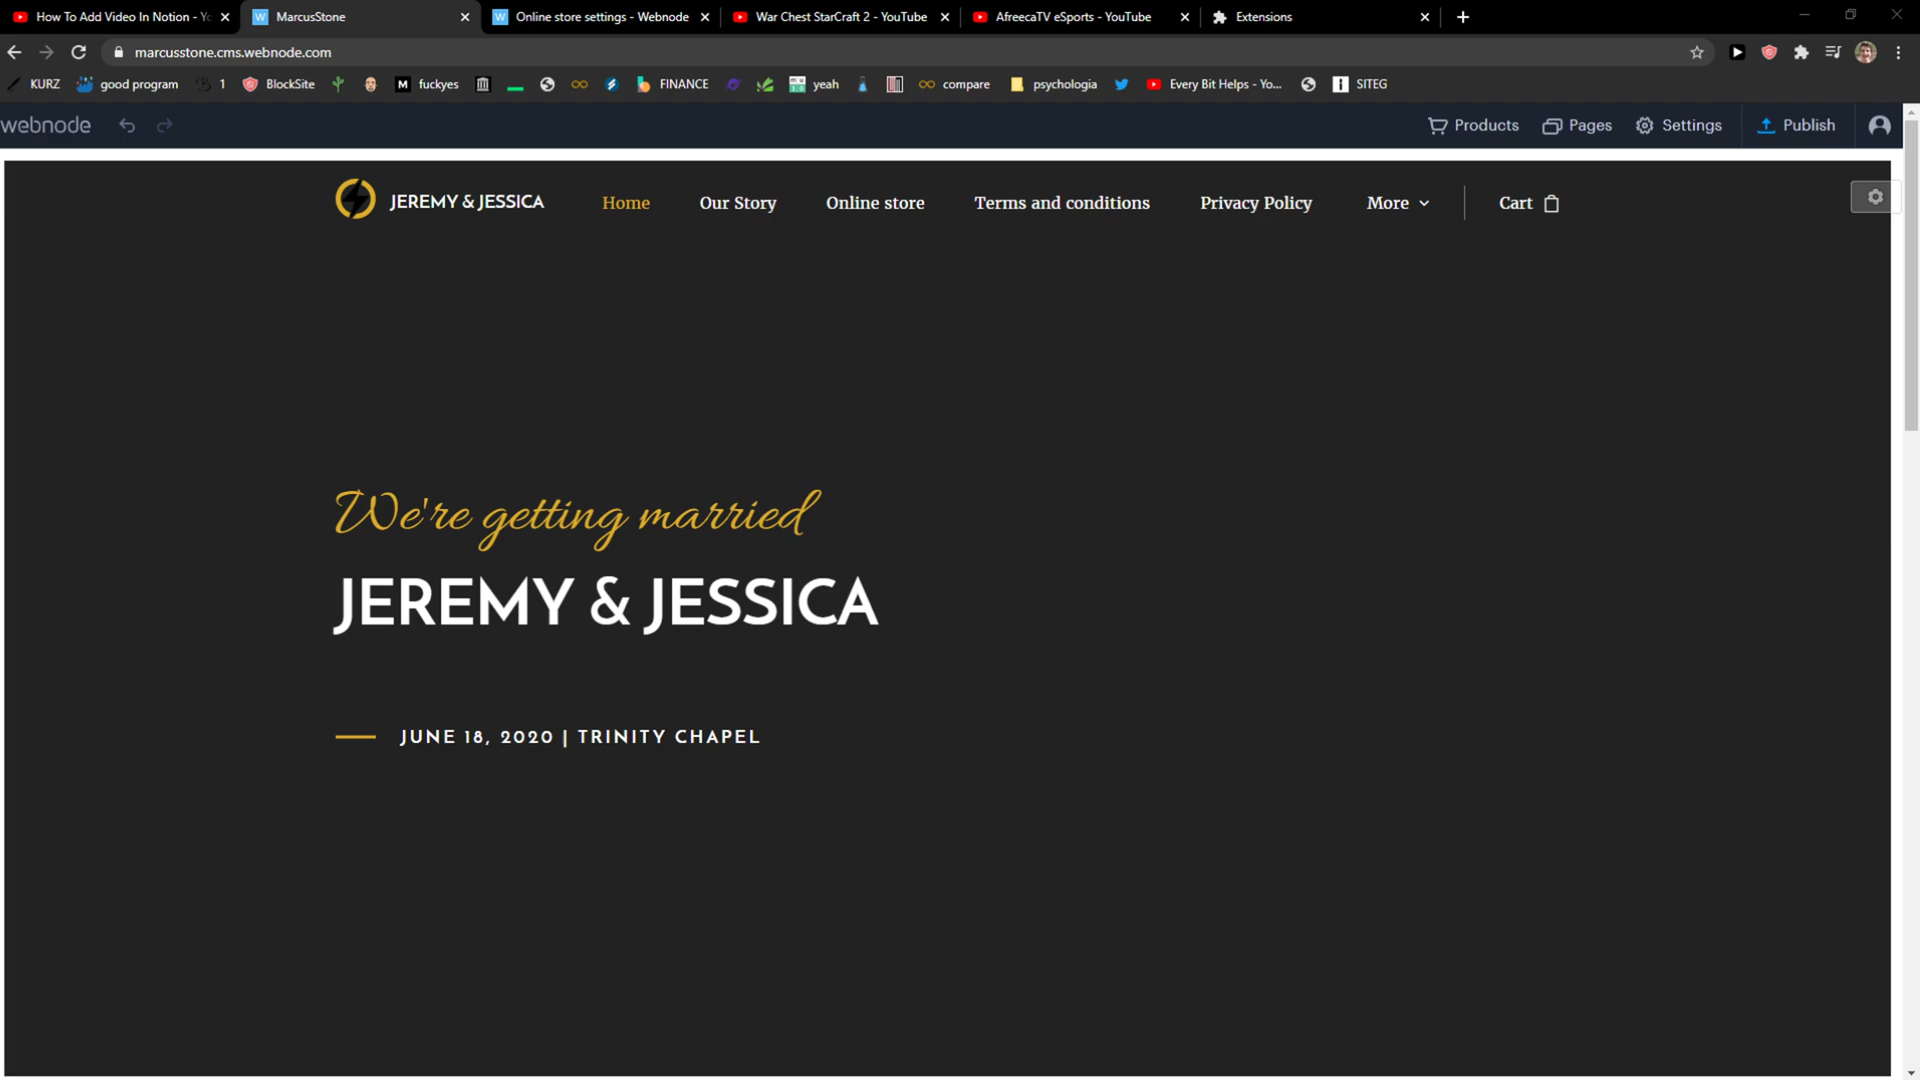 How To Add Video In Notion - Yo
MarcusStone
Online store settings - Webnode
War Chest StarCraft 2 - YouTube
AfreecaTV eSports - YouTube
Extensions
marcusstone.cms.webnode.com
KURZ
good program
1
BlockSite
M
fuckyes
FINANCE
yeah
compare
psychologia
Every Bit Helps - Yo...
SITEG
webnode
Products
Pages
Settings
Publish
JEREMY & JESSICA
Home
Our Story
Online store
Terms and conditions
Privacy Policy
More
Cart
We're getting married
JEREMY & JESSICA
JUNE 18, 2020 | TRINITY CHAPEL